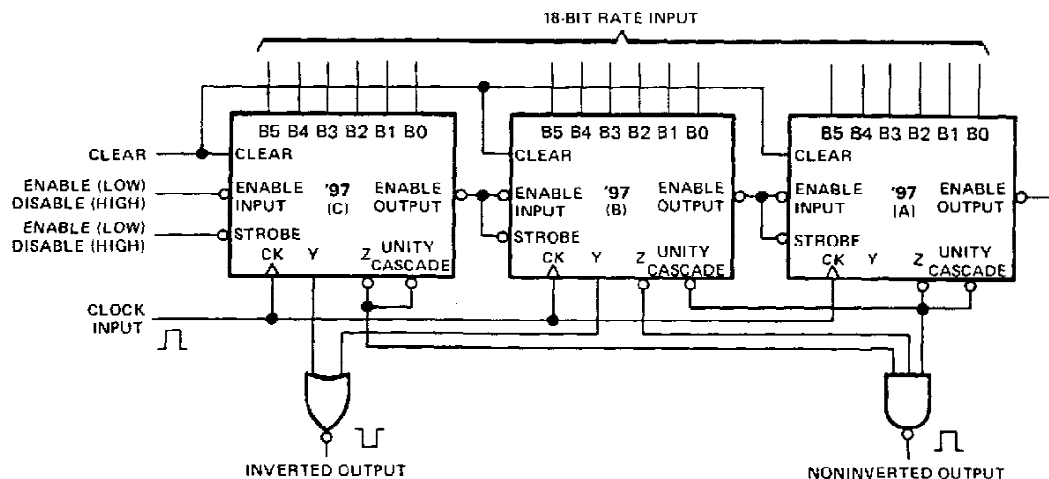 18-BIT RATE INPUT
B5 B4 B3 B2 B1 B0
B5 B4 B3 B2 B1 B0
B5 B4 B3 B2 B1 B0
CLEAR
CLEAR
CLEAR
CLEAR
ENABLE (LOW)
DISABLE (HIGH)
ENABLE
INPUT
'97
(C)
ENABLE
OUTPUT
ENABLE
INPUT
'97
(B)
ENABLE
OUTPUT
ENABLE
INPUT
'97
(A)
ENABLE
OUTPUT
ENABLE (LOW)
DISABLE (HIGH)
STROBE
STROBE
STROBE
CK Y Z UNITY
CASCADE
CK Y Z UNITY
CASCADE
CK Y Z UNITY
CASCADE
CLOCK
INPUT
INVERTED OUTPUT
NONINVERTED OUTPUT